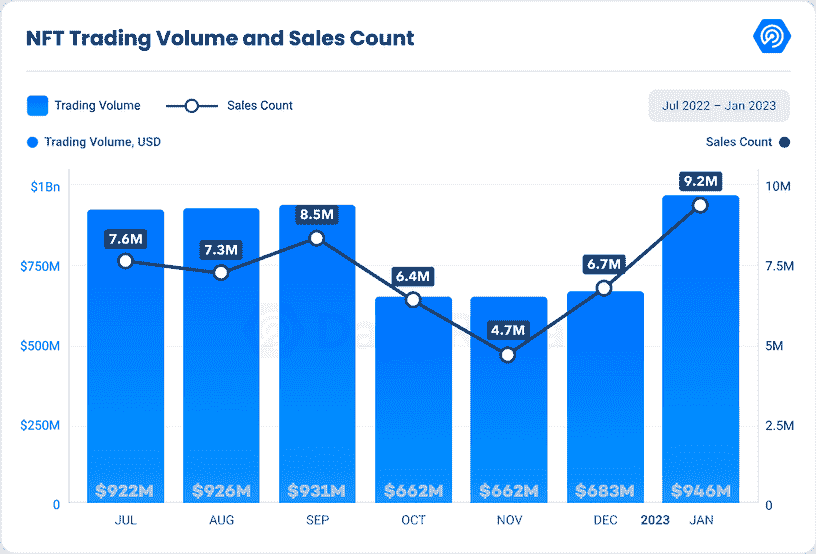 NFT Trading Volume and Sales Count
Trading Volume Sales Count Jul 2022 – Jan 2023
Trading Volume, USD Sales Count
$1Bn 10M
$750M 7.5M
$500M 5M
$250M 2.5M
0 0
7.6M 7.3M 8.5M 6.4M 4.7M 6.7M 9.2M
$922M $926M $931M $662M $662M $683M $946M
JUL AUG SEP OCT NOV DEC 2023 JAN